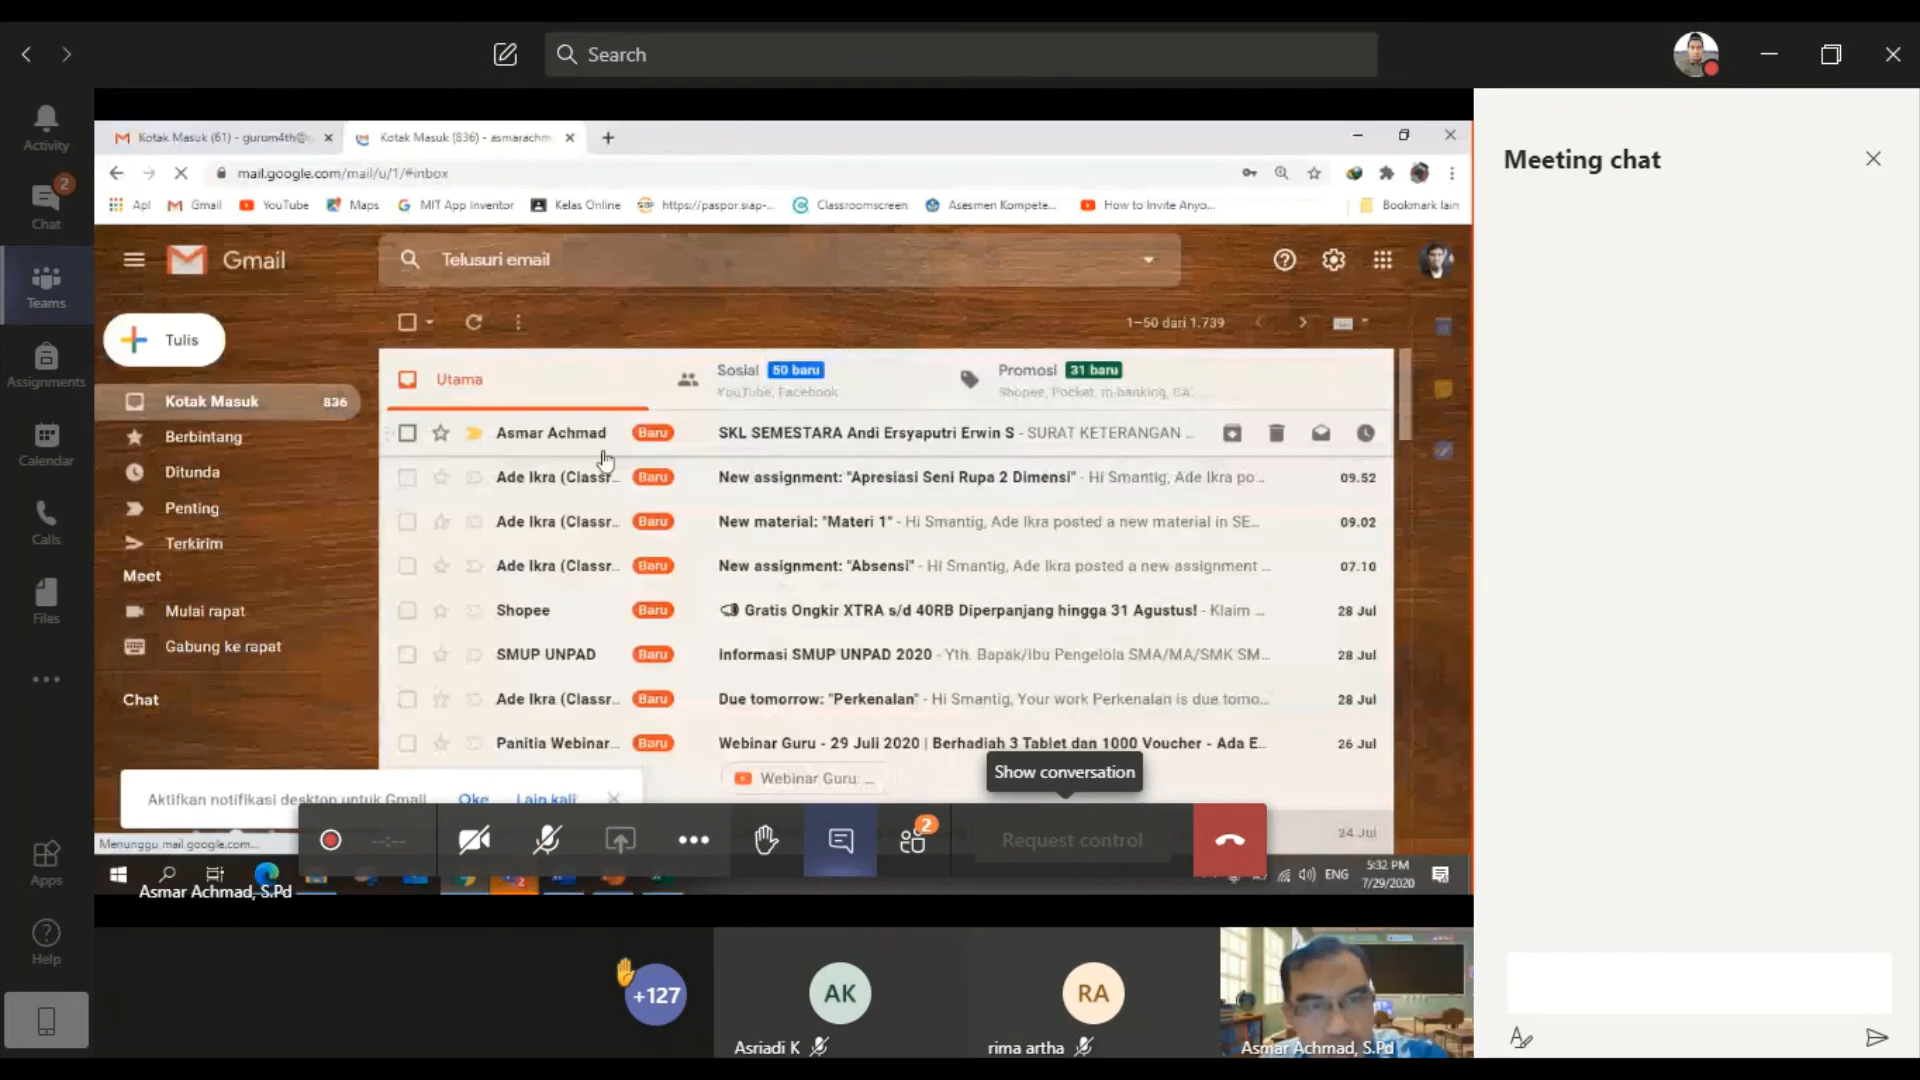 Search
Activity
2
Chat
Teams
Assignments
Calendar
Calls
Files
Apps
Help
Kotak Masuk (61) - gurum4th@
Kotak Masuk (836) - asmarachm
mail.google.com/mail/u/1/#inbox
Apl
Gmail
YouTube
Maps
MIT App Inventor
Kelas Online
https://paspor.siap-...
Classroomscreen
Asesmen Kompete...
How to Invite Anyo...
Bookmark lain
Gmail
Telusuri email
1–50 dari 1.739
Tulis
Kotak Masuk 836
Berbintang
Ditunda
Penting
Terkirim
Meet
Mulai rapat
Gabung ke rapat
Chat
Utama
Sosial 50 baru
YouTube, Facebook
Promosi 31 baru
Shopee, Pocket, m-banking, CA
Asmar Achmad Baru SKL SEMESTARA Andi Ersyaputri Erwin S - SURAT KETERANGAN ...
Ade Ikra (Classr... Baru New assignment: "Apresiasi Seni Rupa 2 Dimensi" - Hi Smantig, Ade Ikra po... 09.52
Ade Ikra (Classr... Baru New material: "Materi 1" - Hi Smantig, Ade Ikra posted a new material in SE... 09.02
Ade Ikra (Classr... Baru New assignment: "Absensi" - Hi Smantig, Ade Ikra posted a new assignment ... 07.10
Shopee Baru Gratis Ongkir XTRA s/d 40RB Diperpanjang hingga 31 Agustus! - Klaim ... 28 Jul
SMUP UNPAD Baru Informasi SMUP UNPAD 2020 - Yth. Bapak/Ibu Pengelola SMA/MA/SMK SM... 28 Jul
Ade Ikra (Classr... Baru Due tomorrow: "Perkenalan" - Hi Smantig, Your work Perkenalan is due tomo... 28 Jul
Panitia Webinar... Baru Webinar Guru - 29 Juli 2020 | Berhadiah 3 Tablet dan 1000 Voucher - Ada E... 26 Jul
Webinar Guru: ...
Show conversation
Aktifkan notifikasi desktop untuk Gmail. Oke Lain kali
--:--
2
Request control
24 Jul
Menunggu mail.google.com...
ENG
5:32 PM
7/29/2020
Asmar Achmad, S.Pd
+127
AK
Asriadi K
RA
rima artha
Asmar Achmad, S.Pd
Meeting chat